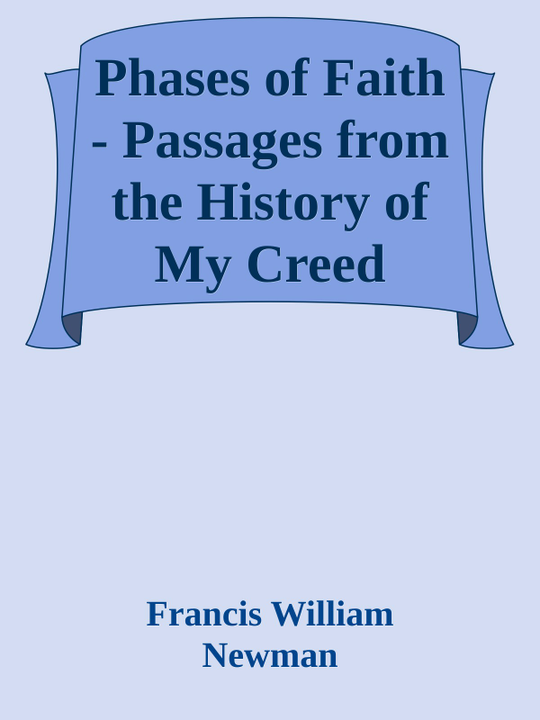 Phases of Faith
- Passages from
the History of
My Creed
Francis William
Newman